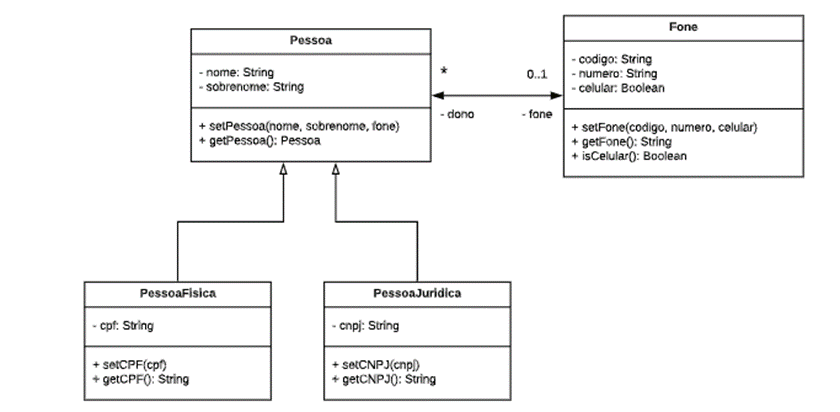 Pessoa
- nome: String
- sobrenome: String
+ setPessoa(nome, sobrenome, fone)
+ getPessoa(): Pessoa
*
0..1
- dono
- fone
Fone
- codigo: String
- numero: String
- celular: Boolean
+ setFone(codigo, numero, celular)
+ getFone(): String
+ isCelular(): Boolean
PessoaFisica
- cpf: String
+ setCPF(cpf)
+ getCPF(): String
PessoaJuridica
- cnpj: String
+ setCNPJ(cnpj)
+ getCNPJ(): String